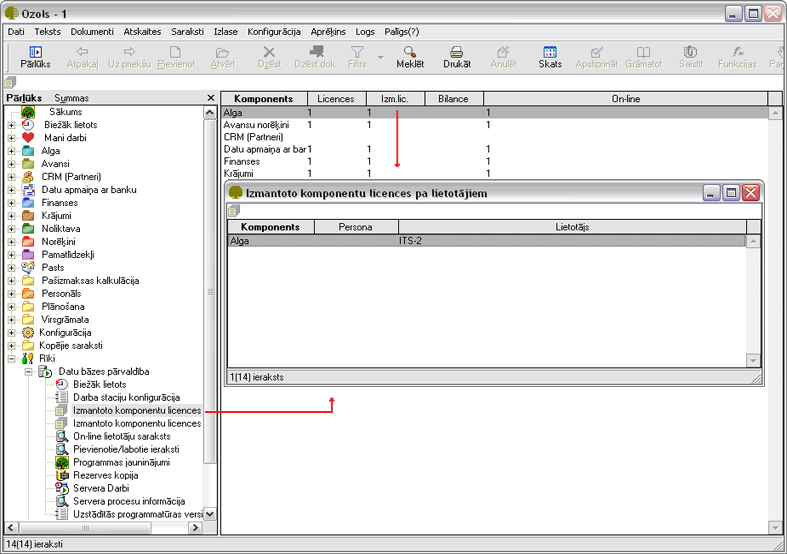 Ozols - 1
Dati Teksts Dokumenti Atskaites Saraksti Izlase Konfigurācija Aprēķins Logs Palīgs(?)
Pārlūks Atpakaļ Uz priekšu Pievienot Atvērt Dzēst Dzēst dok. Filtrs Meklēt Drukāt Anulēt Skats Apstiprināt Grāmatot Saistīt Funkcijas
Pārlūks Summas
Sākums
Biežāk lietots
Mani darbi
Alga
Avansi
CRM (Partneri)
Datu apmaiņa ar banku
Finanses
Krājumi
Noliktava
Norēķini
Pamatlīdzekļi
Pasts
Pašizmaksas kalkulācija
Personāls
Plānošana
Virsgrāmata
Konfigurācija
Kopējie saraksti
Rīki
Datu bāzes pārvaldība
Biežāk lietots
Darba staciju konfigurācija
Izmantoto komponentu licences
Izmantoto komponentu licences
On-line lietotāju saraksts
Pievienotie/labotie ieraksti
Programmas jauninājumi
Rezerves kopija
Servera Darbi
Servera procesu informācija
Uzstādītās programmatūras versi
Komponents Licences Izm.lic. Bilance On-line
Alga 1 1 1
Avansu norēķini 1 1 1
CRM (Partneri)
Datu apmaiņa ar bar 1 1 1
Finanses 1 1 1
Krājumi 1 1 1
Izmantoto komponentu licences pa lietotājiem
Komponents Persona Lietotājs
Alga ITS-2
1(14) ieraksts
14(14) ieraksti